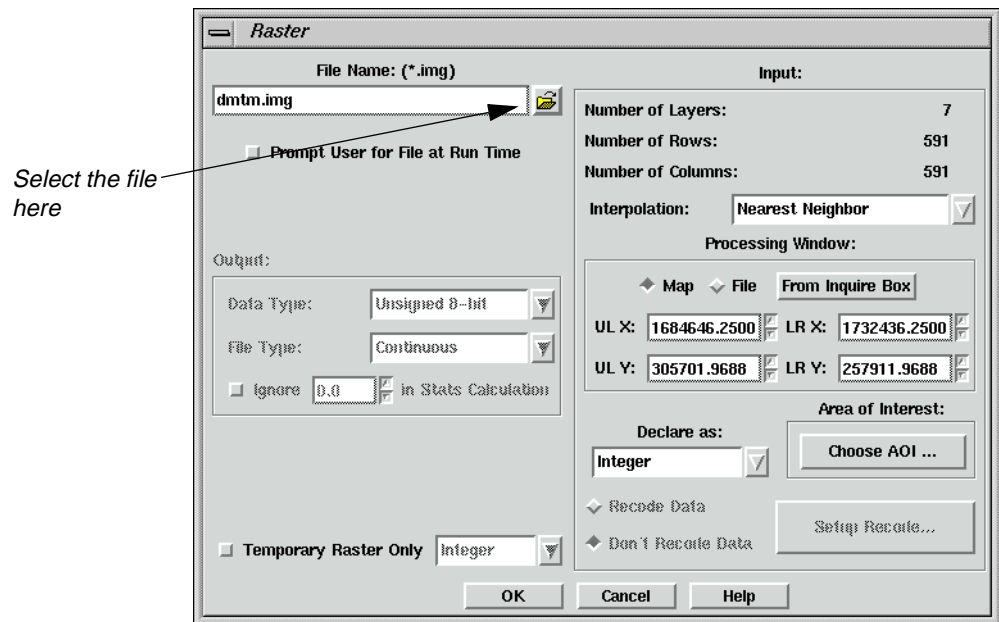 Raster
File Name: (*.img)
dmtm.img
Prompt User for File at Run Time
Select the file
here
Output:
Data Type: Unsigned 8-bit
File Type: Continuous
Ignore 0.0 in Stats Calculation
Temporary Raster Only Integer
Input:
Number of Layers: 7
Number of Rows: 591
Number of Columns: 591
Interpolation: Nearest Neighbor
Processing Window:
Map File From Inquire Box
UL X: 1684646.2500 LR X: 1732436.2500
UL Y: 305701.9688 LR Y: 257911.9688
Area of Interest:
Declare as:
Integer
Choose AOI ...
Recode Data
Don't Recode Data
Setup Recode...
OK Cancel Help